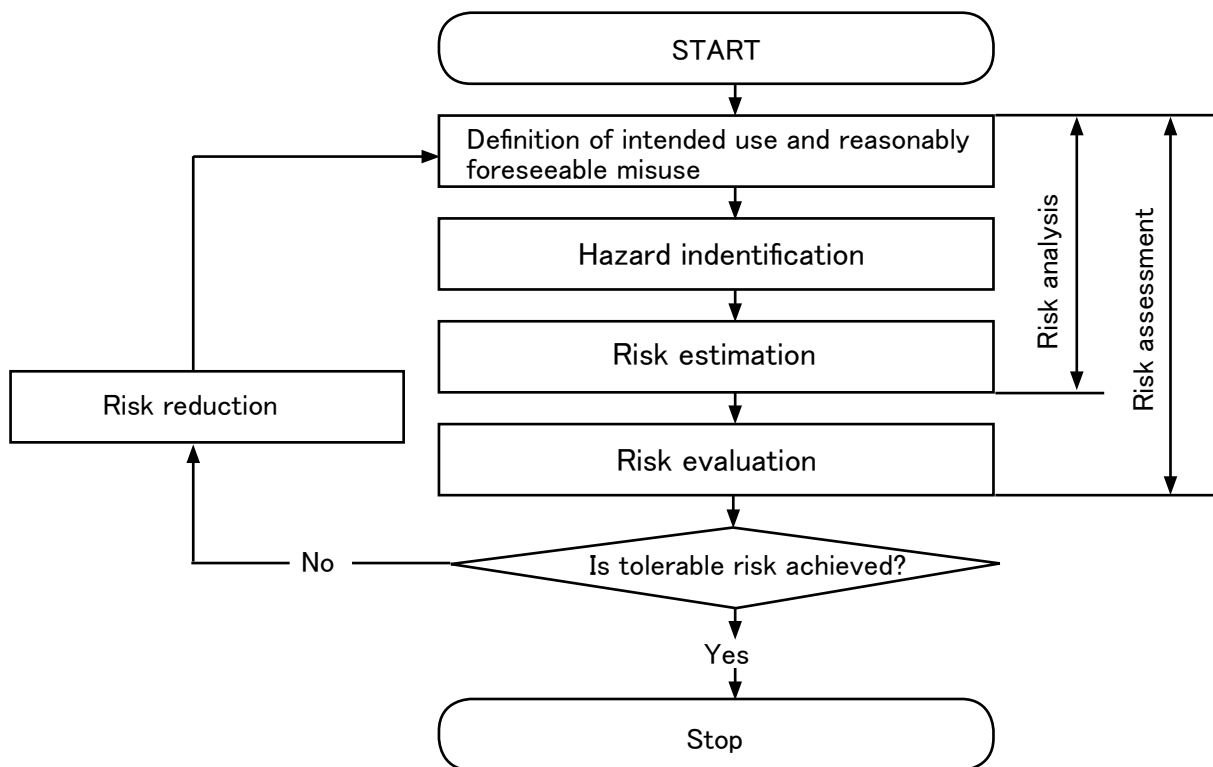 START
Definition of intended use and reasonably
foreseeable misuse
Hazard indentification
Risk estimation
Risk evaluation
Is tolerable risk achieved?
Yes
Stop
No
Risk reduction
Risk analysis
Risk assessment